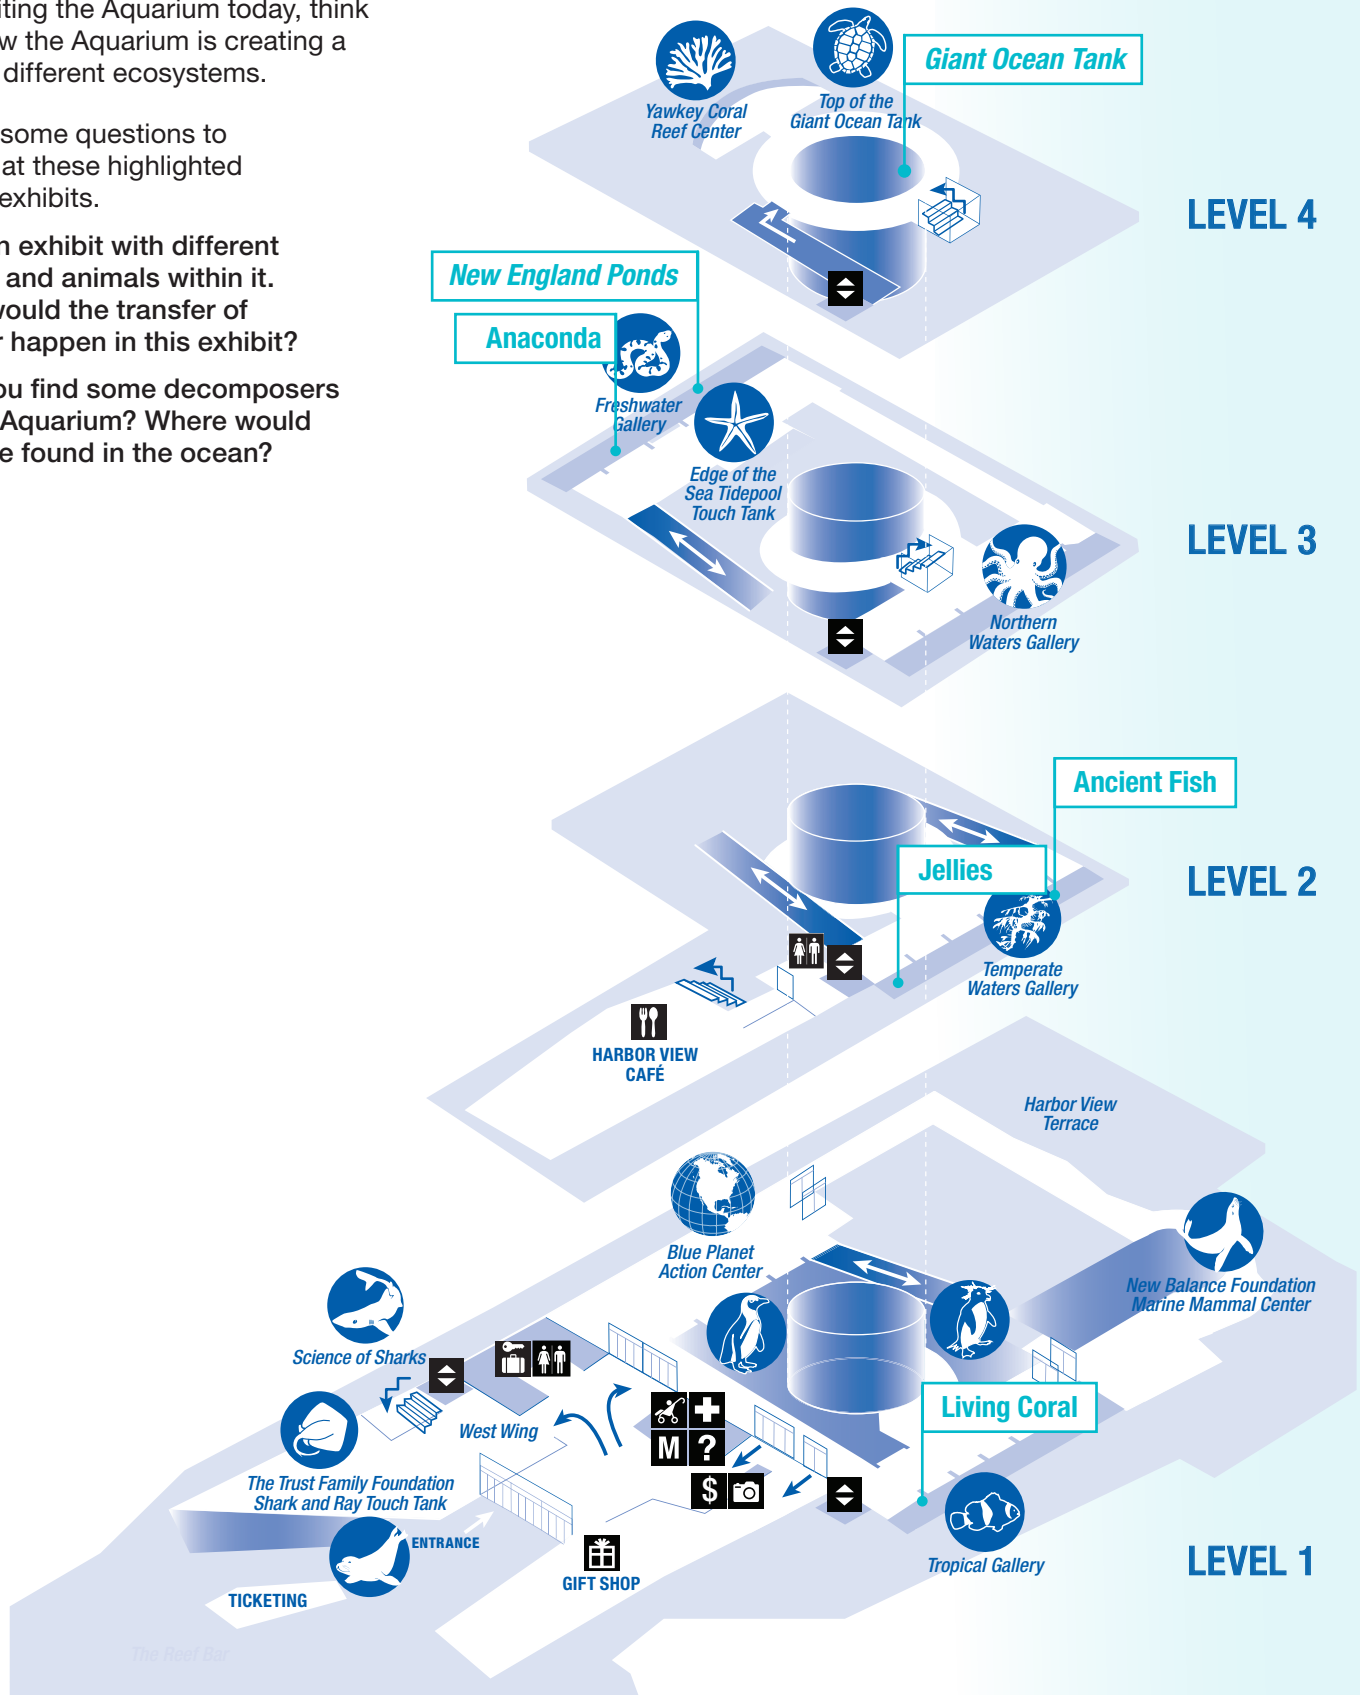 iting the Aquarium today, think
w the Aquarium is creating a
different ecosystems.
some questions to
at these highlighted
exhibits.
n exhibit with different
and animals within it.
would the transfer of
r happen in this exhibit?
ou find some decomposers
Aquarium? Where would
e found in the ocean?
Yawkey Coral
Reef Center
Top of the
Giant Ocean Tank
Giant Ocean Tank
LEVEL 4
New England Ponds
Anaconda
Freshwater
Gallery
Edge of the
Sea Tidepool
Touch Tank
LEVEL 3
Northern
Waters Gallery
Ancient Fish
Jellies
LEVEL 2
Temperate
Waters Gallery
HARBOR VIEW
CAFÉ
Harbor View
Terrace
Blue Planet
Action Center
New Balance Foundation
Marine Mammal Center
Science of Sharks
West Wing
M ?
$
Living Coral
The Trust Family Foundation
Shark and Ray Touch Tank
ENTRANCE
GIFT SHOP
Tropical Gallery
LEVEL 1
TICKETING
The Reef Bar